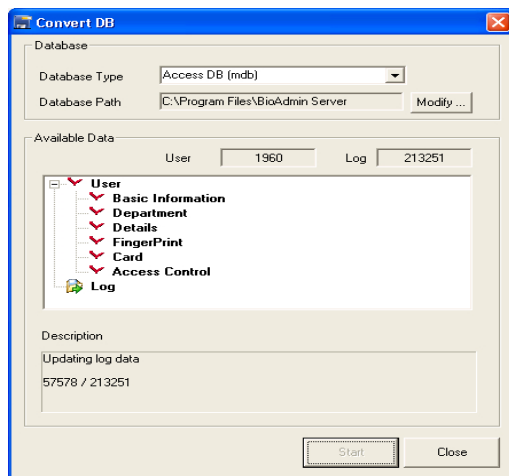 Convert DB
Database
Database Type Access DB (mdb)
Database Path C:\Program Files\BioAdmin Server Modify ...
Available Data
User 1960 Log 213251
User
Basic Information
Department
Details
FingerPrint
Card
Access Control
Log
Description
Updating log data
57578 / 213251
Start Close